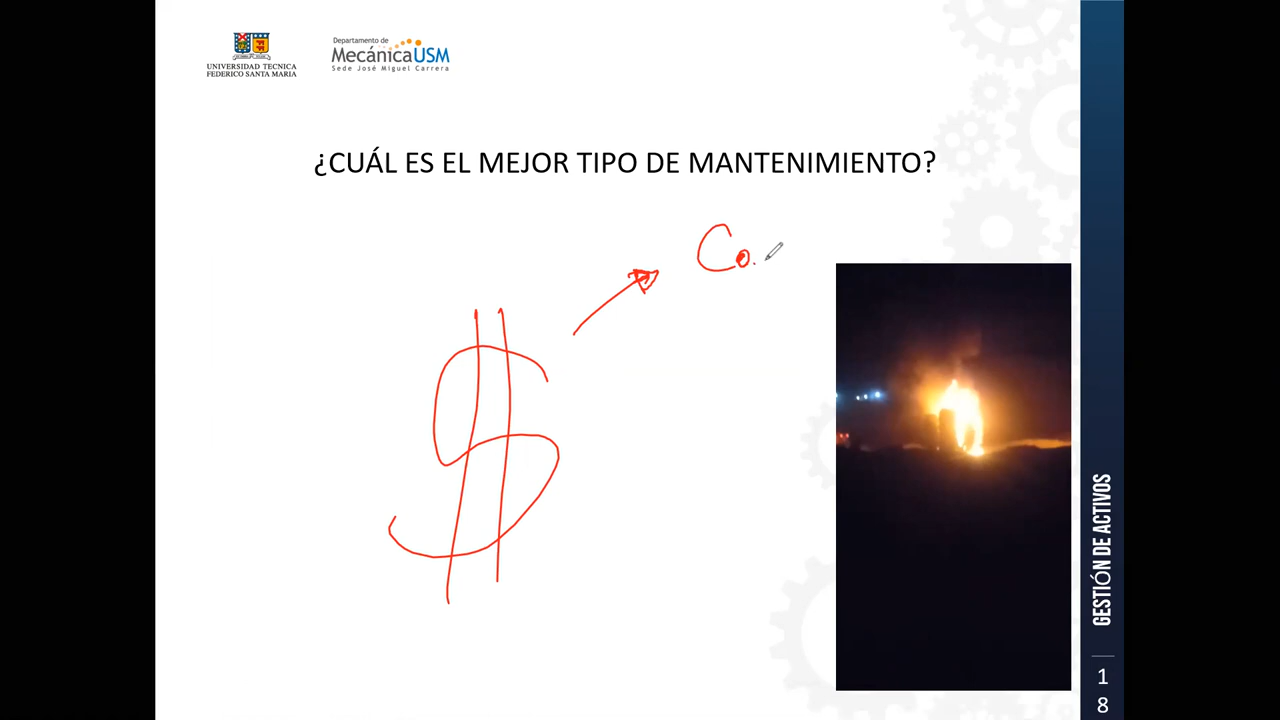 UNIVERSIDAD TECNICA
FEDERICO SANTA MARIA
Departamento de
MecánicaUSM
Sede José Miguel Carrera
¿CUÁL ES EL MEJOR TIPO DE MANTENIMIENTO?
Co.
$
GESTIÓN DE ACTIVOS
1
8